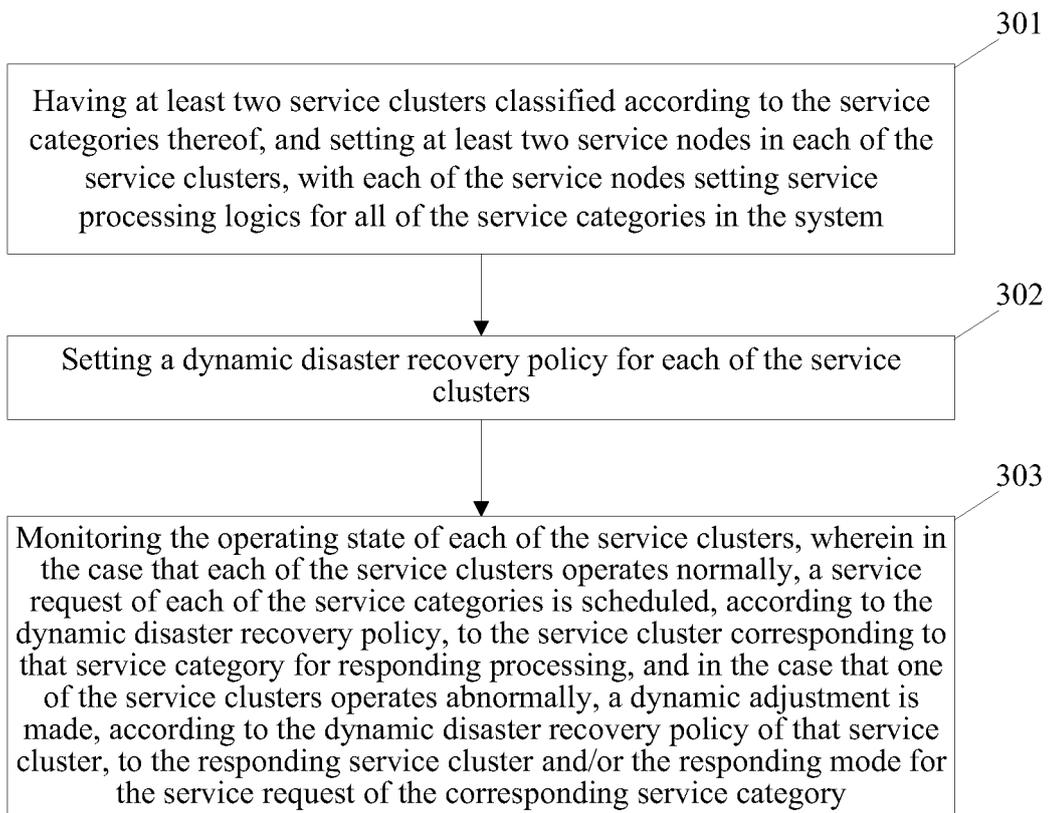 301
Having at least two service clusters classified according to the service
categories thereof, and setting at least two service nodes in each of the
service clusters, with each of the service nodes setting service
processing logics for all of the service categories in the system
302
Setting a dynamic disaster recovery policy for each of the service
clusters
303
Monitoring the operating state of each of the service clusters, wherein in
the case that each of the service clusters operates normally, a service
request of each of the service categories is scheduled, according to the
dynamic disaster recovery policy, to the service cluster corresponding to
that service category for responding processing, and in the case that one
of the service clusters operates abnormally, a dynamic adjustment is
made, according to the dynamic disaster recovery policy of that service
cluster, to the responding service cluster and/or the responding mode for
the service request of the corresponding service category